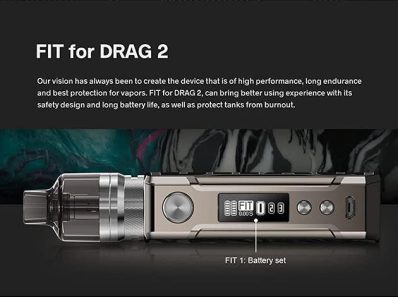 FIT for DRAG 2
Our vision has always been to create the device that is of high performance, long endurance
and best protection for vapors. FIT for DRAG 2, can bring better using experience with its
safety design and long battery life, as well as protect tanks from burnout.
FIT 1 2 3
0.00S
FIT 1: Battery set